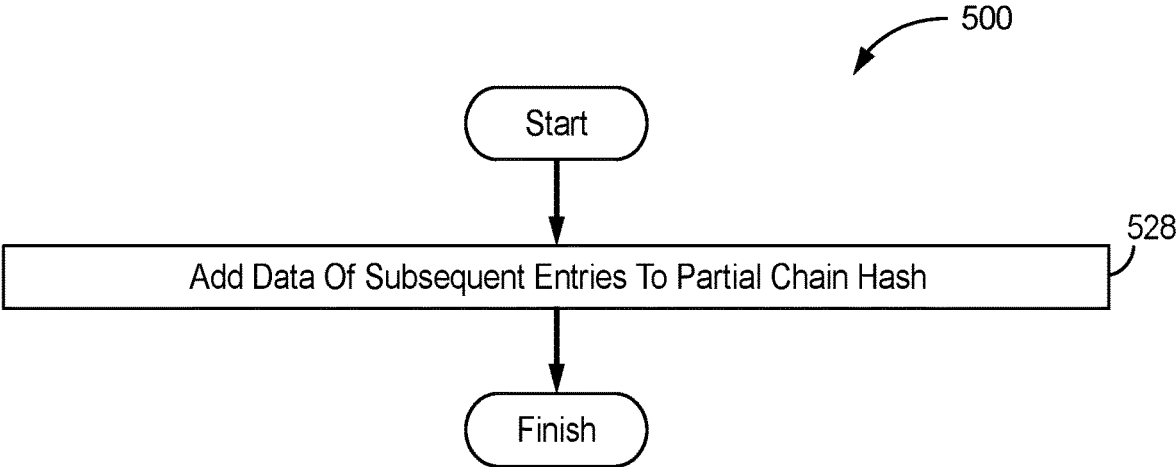 500
Start
528
Add Data Of Subsequent Entries To Partial Chain Hash
Finish